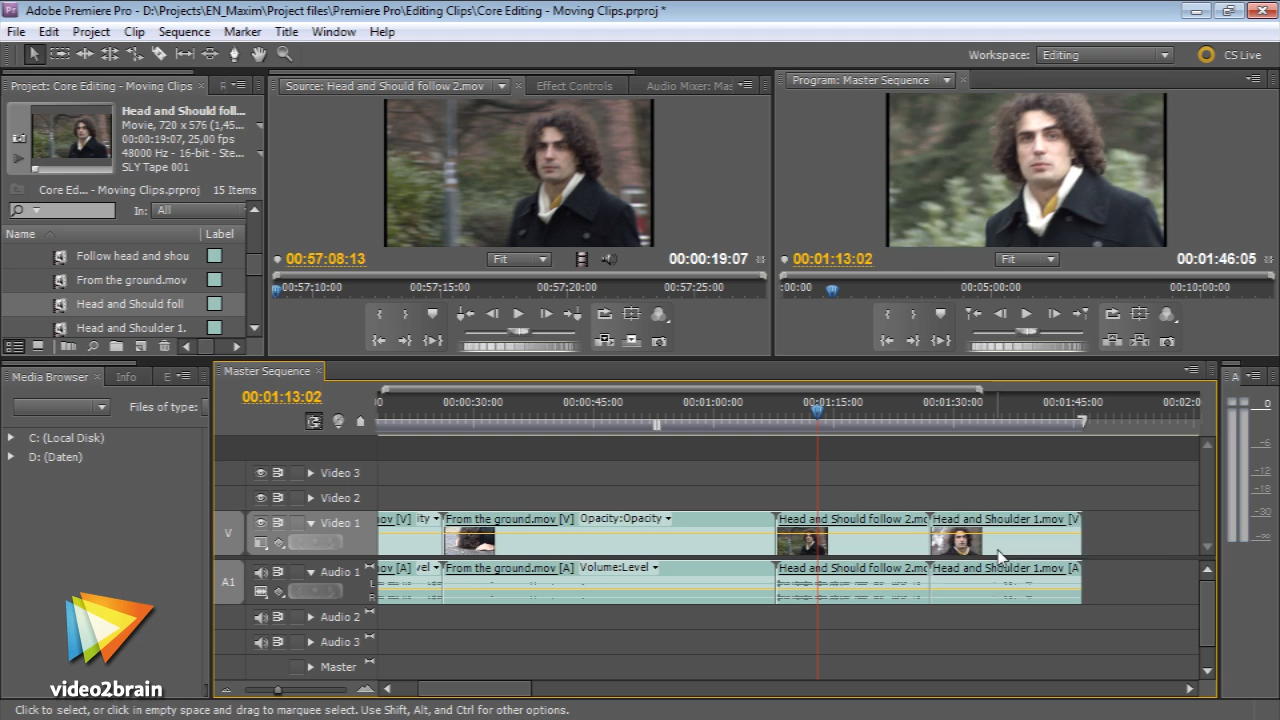 Adobe Premiere Pro - D:\Projects\EN_Maxim\Project files\Premiere Pro\Editing Clips\Core Editing - Moving Clips.prproj *
File Edit Project Clip Sequence Marker Title Window Help
Workspace: Editing CS Live
Project: Core Editing - Moving Clips
Source: Head and Should follow 2.mov Effect Controls Audio Mixer: Mas
Program: Master Sequence
Head and Should foll...
Movie, 720 x 576 (1,45...
00:00:19:07, 25,00 fps
48000 Hz - 16-bit - Ste...
SLY Tape 001
Core Ed... - Moving Clips.prproj 15 Items
In: All
Name Label
Follow head and shou
From the ground.mov
Head and Should foll
Head and Shoulder 1.
00:57:08:13 Fit 00:00:19:07
00:57:10:00 00:57:15:00 00:57:20:00 00:57:25:00
00:01:13:02 Fit 00:01:46:05
:00:00 00:05:00:00 00:10:00:00
Media Browser Info E
Files of type:
C: (Local Disk)
D: (Daten)
Master Sequence
00:01:13:02
00:00:30:00 00:00:45:00 00:01:00:00 00:01:15:00 00:01:30:00 00:01:45:00 00:02:0
Video 3
Video 2
V Video 1
.mov [V] ity From the ground.mov [V] Opacity:Opacity Head and Should follow 2.mo Head and Shoulder 1.mov [V
A1 Audio 1 L R
.mov [A] vel From the ground.mov [A] Volume:Level Head and Should follow 2.mo Head and Shoulder 1.mov [A
Audio 2
Audio 3
Master
A
0
-6
-12
-18
-30
-∞
video2brain
Click to select, or click in empty space and drag to marquee select. Use Shift, Alt, and Ctrl for other options.